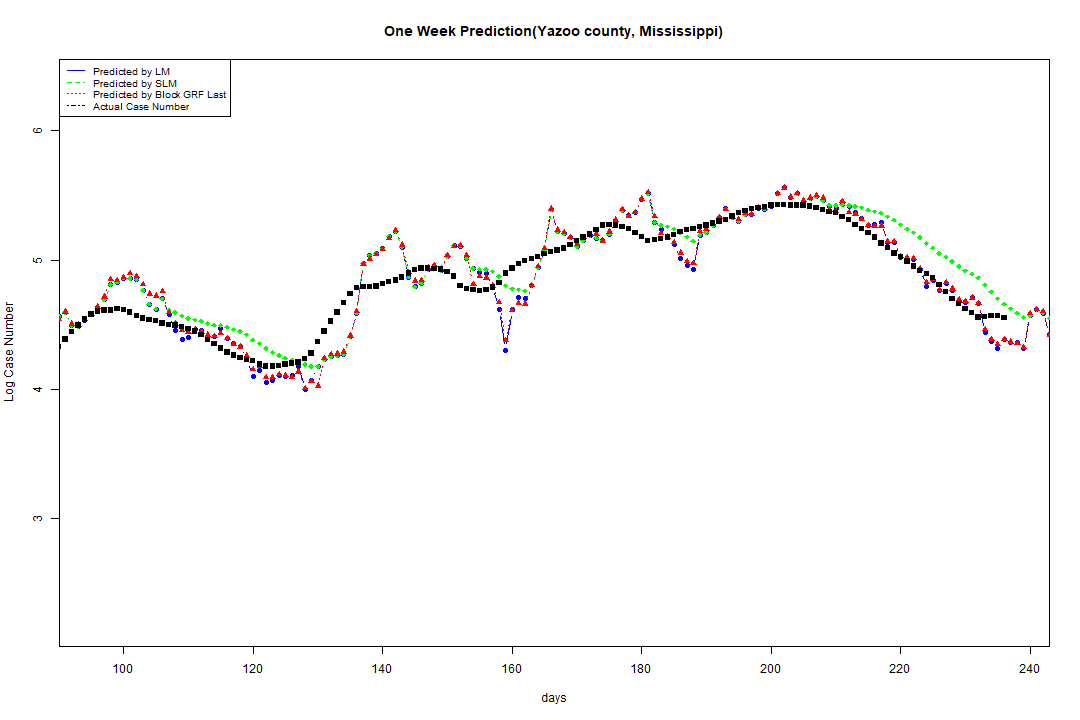 One Week Prediction(Yazoo county, Mississippi)
Predicted by LM
Predicted by SLM
Predicted by Block GRF Last
Actual Case Number
6
5
4
3
Log Case Number
100 120 140 160 180 200 220 240
days